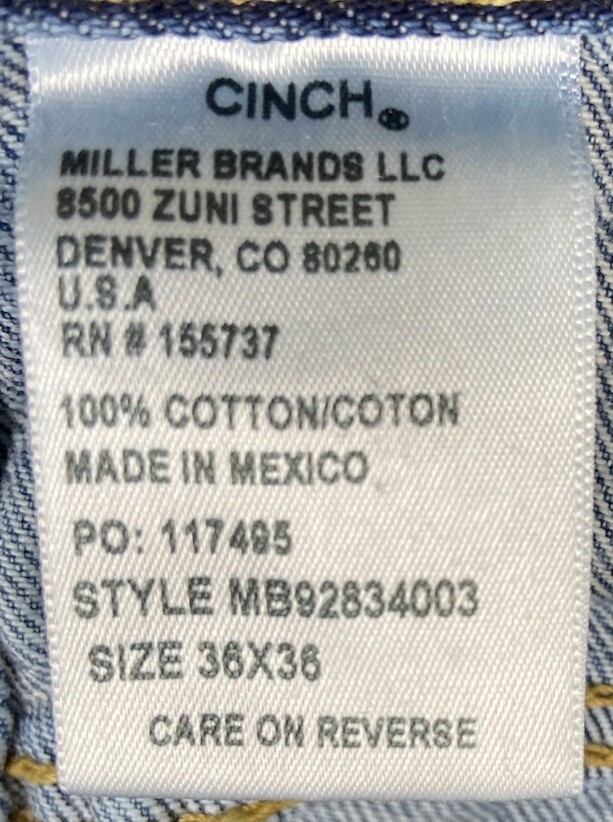 CINCH®
MILLER BRANDS LLC
8500 ZUNI STREET
DENVER, CO 80260
U.S.A
RN # 155737
100% COTTON/COTON
MADE IN MEXICO
PO: 117495
STYLE MB92834003
SIZE 36X36
CARE ON REVERSE